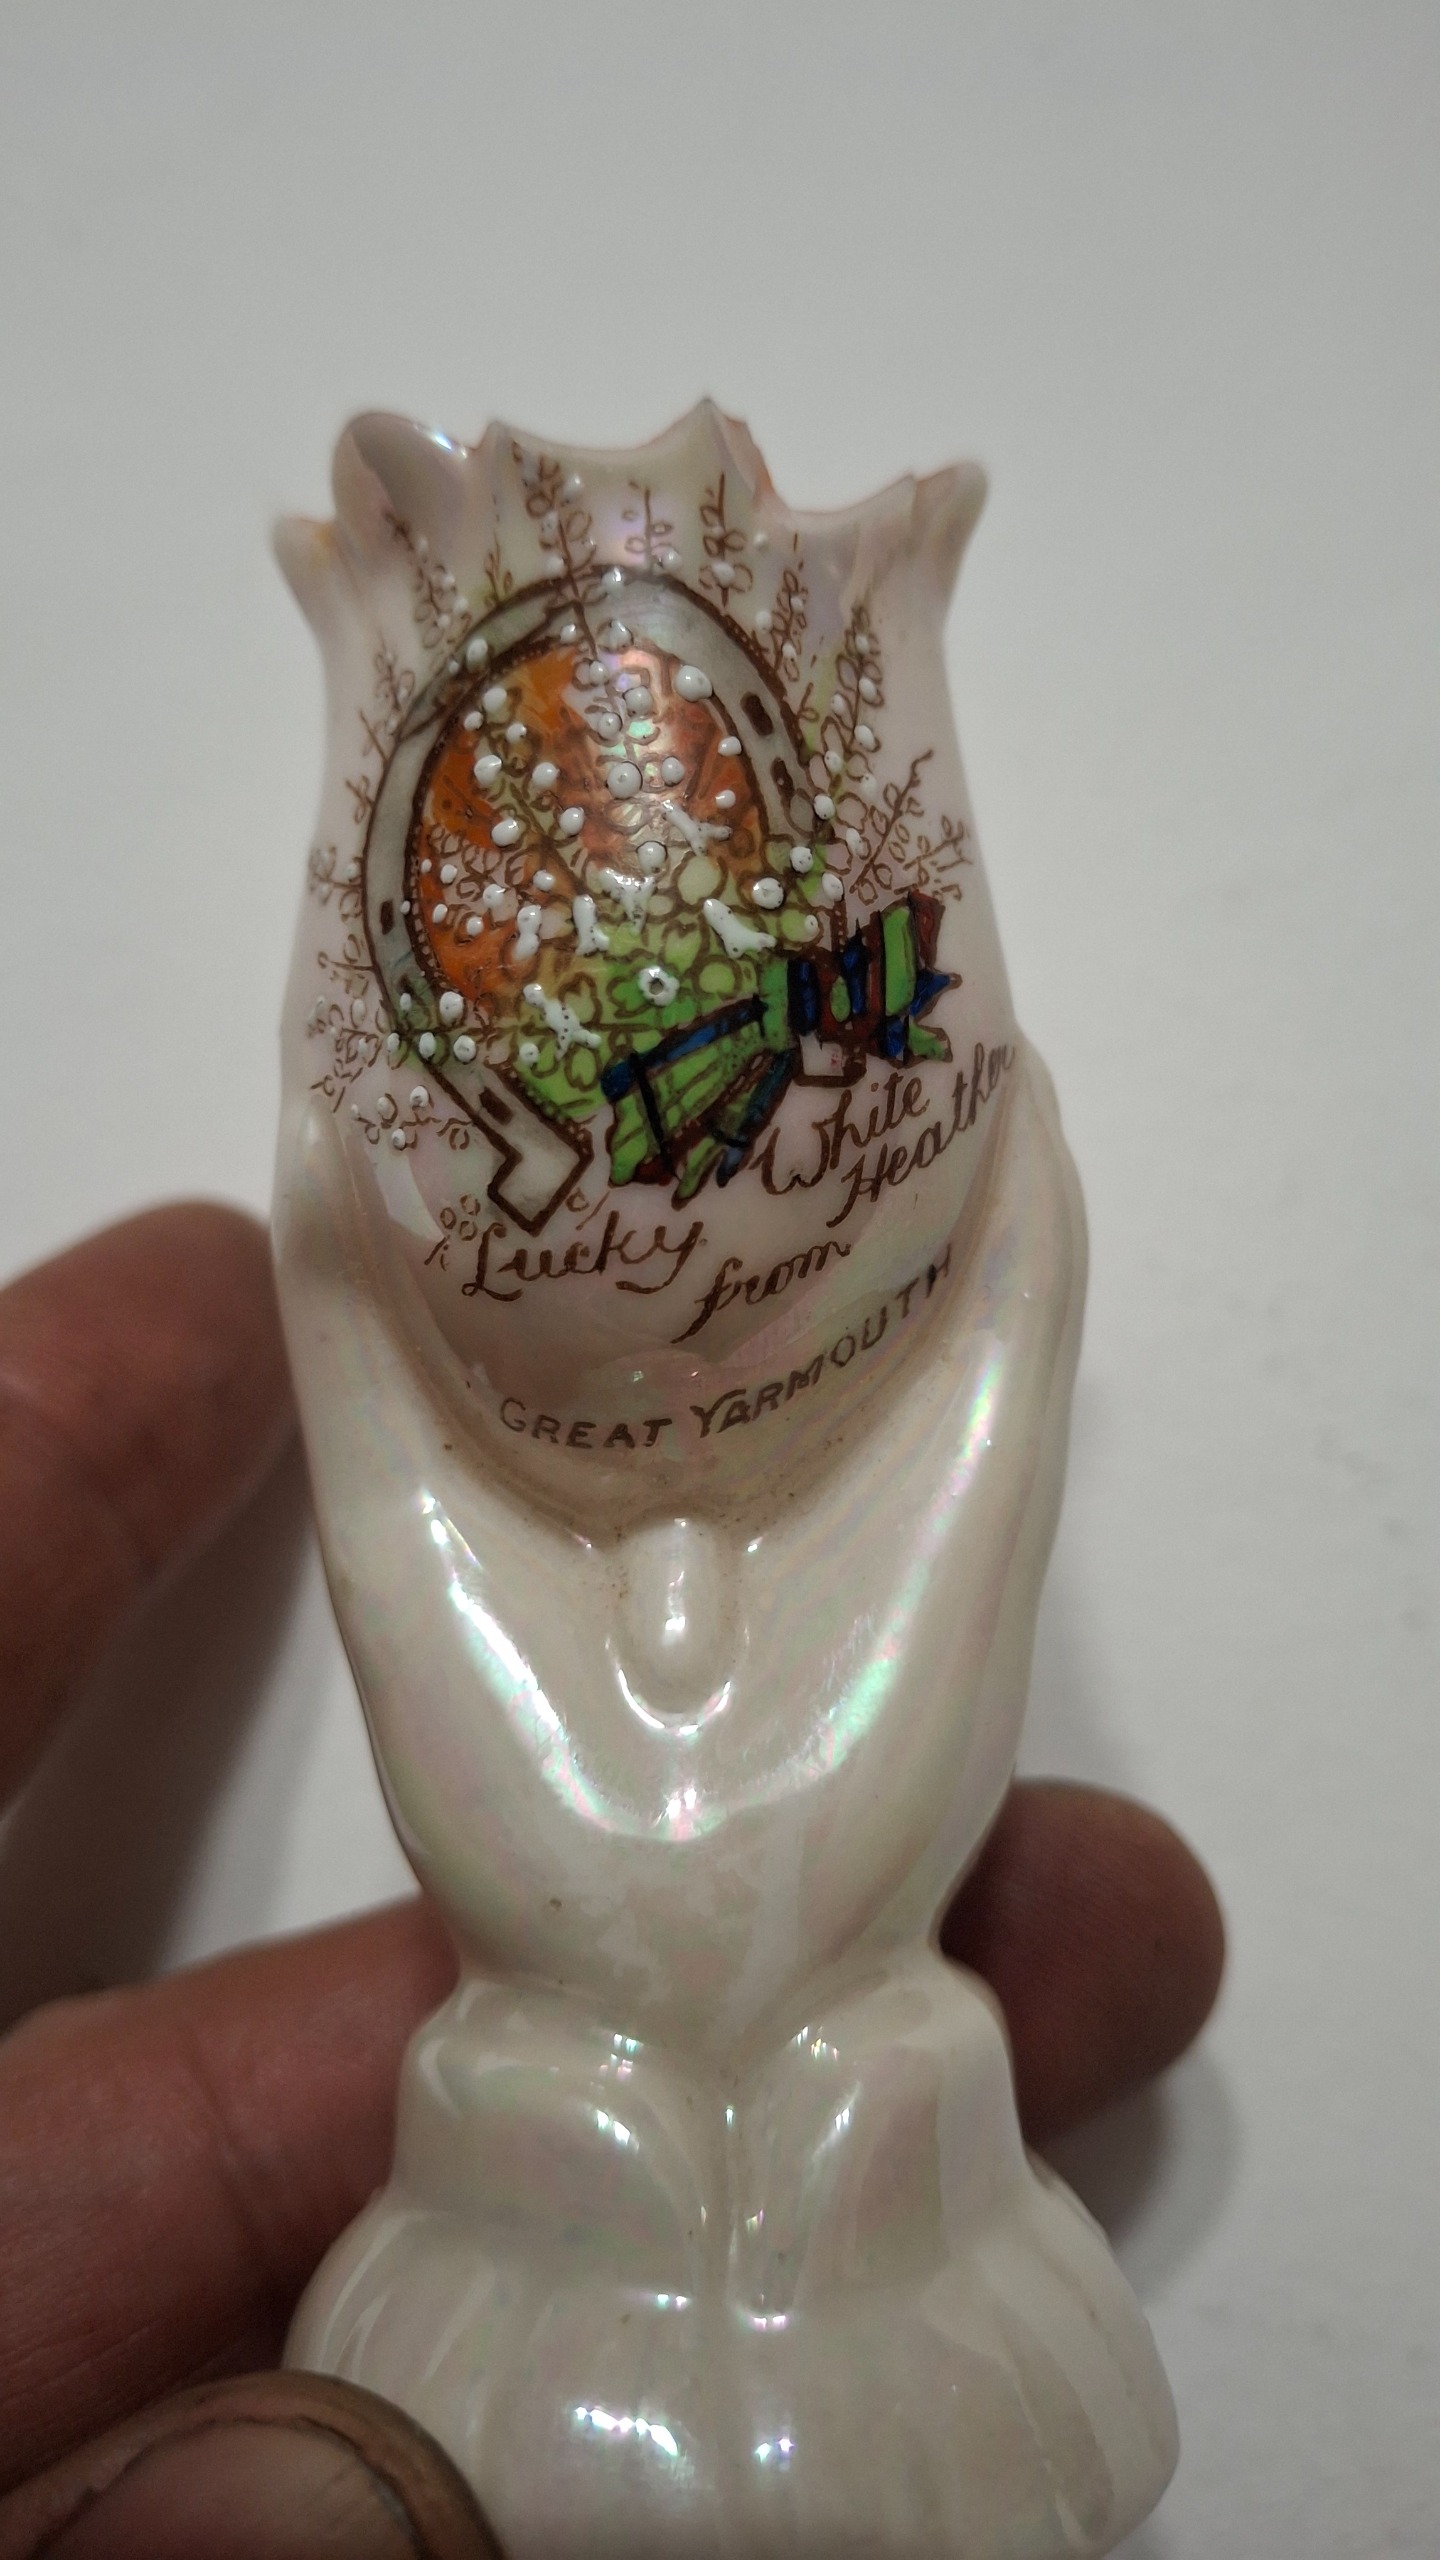 Lucky White
Heather
from
GREAT YARMOUTH